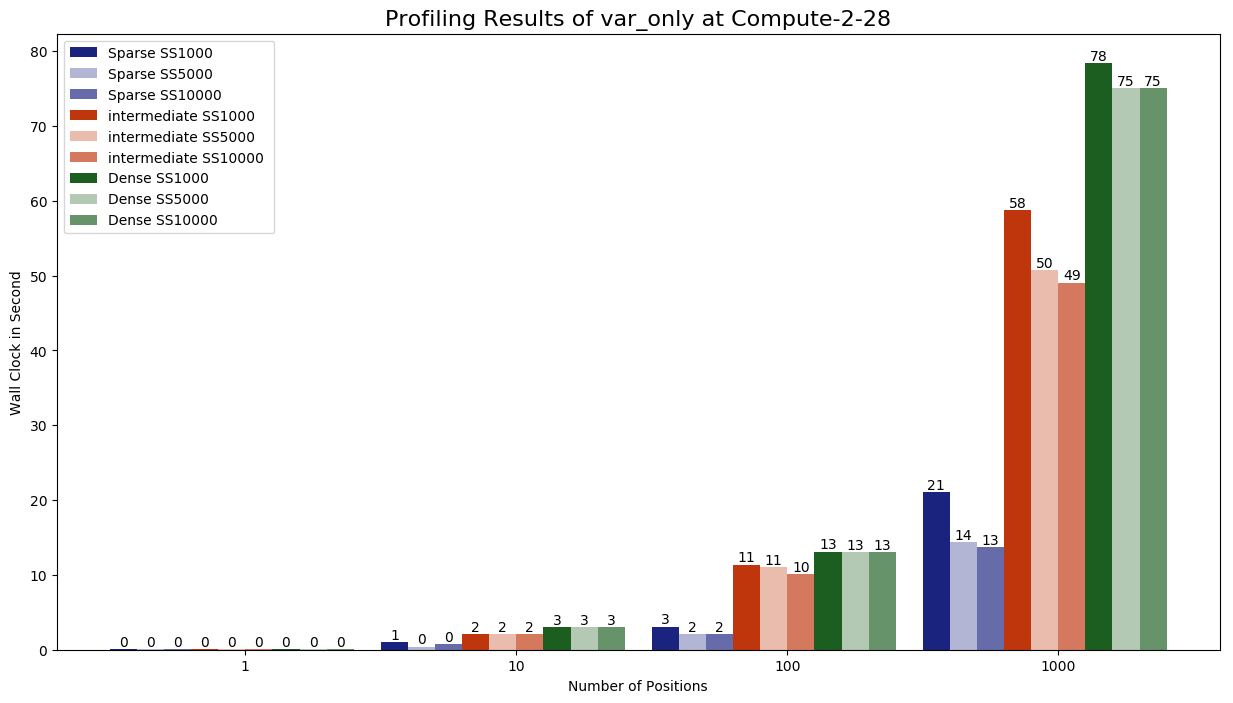 Profiling Results of var_only at Compute-2-28
Sparse SS1000
Sparse SS5000
Sparse SS10000
intermediate SS1000
intermediate SS5000
intermediate SS10000
Dense SS1000
Dense SS5000
Dense SS10000
Wall Clock in Second
80
70
60
50
40
30
20
10
0
0 0 0 0 0 0 0 0 0
1 0 0 2 2 2 3 3 3
3 2 2 11 11 10 13 13 13
21 14 13 58 50 49 78 75 75
1 10 100 1000
Number of Positions